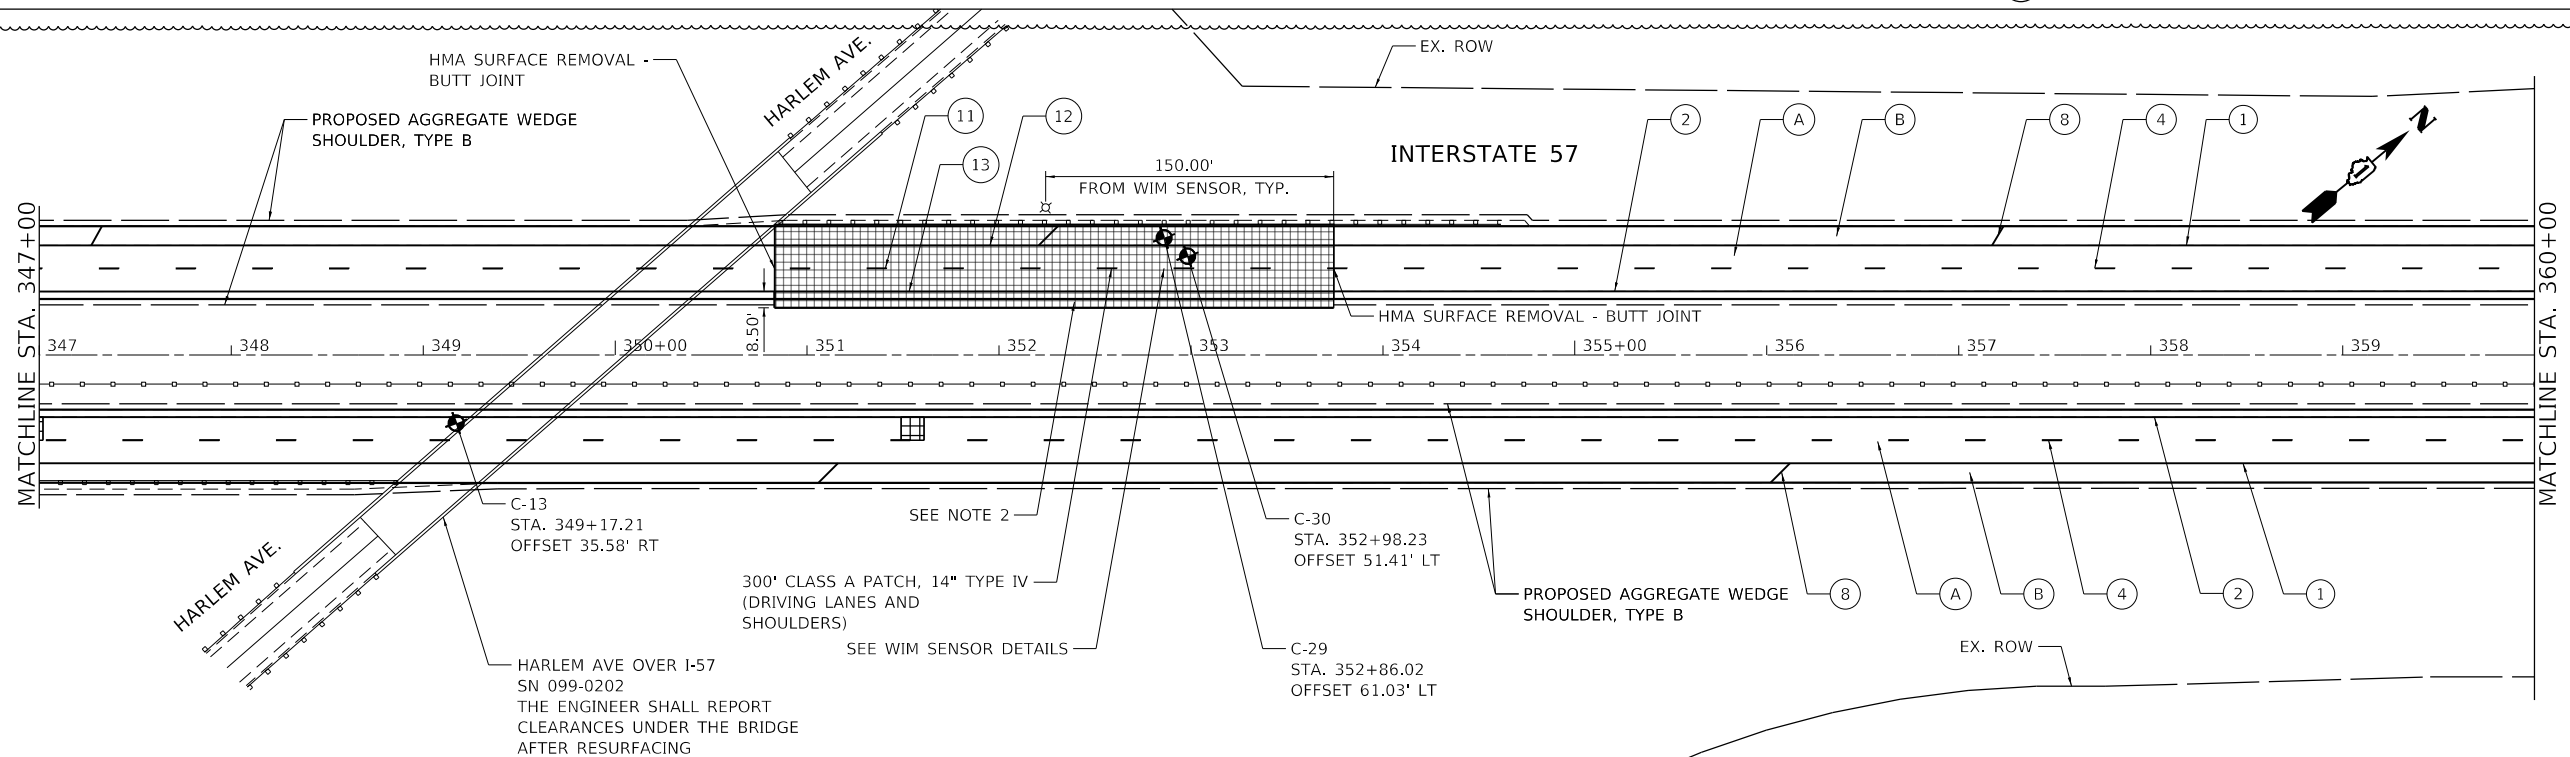 HMA SURFACE REMOVAL -
BUTT JOINT
HARLEM AVE.
EX. ROW
PROPOSED AGGREGATE WEDGE
SHOULDER, TYPE B
11
12
13
2
A
B
8
4
1
N
INTERSTATE 57
150.00'
FROM WIM SENSOR, TYP.
MATCHLINE STA. 347+00
MATCHLINE STA. 360+00
8.50'
HMA SURFACE REMOVAL - BUTT JOINT
347
348
349
350+00
351
352
353
354
355+00
356
357
358
359
C-13
STA. 349+17.21
OFFSET 35.58' RT
SEE NOTE 2
C-30
STA. 352+98.23
OFFSET 51.41' LT
300' CLASS A PATCH, 14" TYPE IV
(DRIVING LANES AND
SHOULDERS)
PROPOSED AGGREGATE WEDGE
SHOULDER, TYPE B
8
A
B
4
2
1
HARLEM AVE.
SEE WIM SENSOR DETAILS
C-29
STA. 352+86.02
OFFSET 61.03' LT
EX. ROW
HARLEM AVE OVER I-57
SN 099-0202
THE ENGINEER SHALL REPORT
CLEARANCES UNDER THE BRIDGE
AFTER RESURFACING